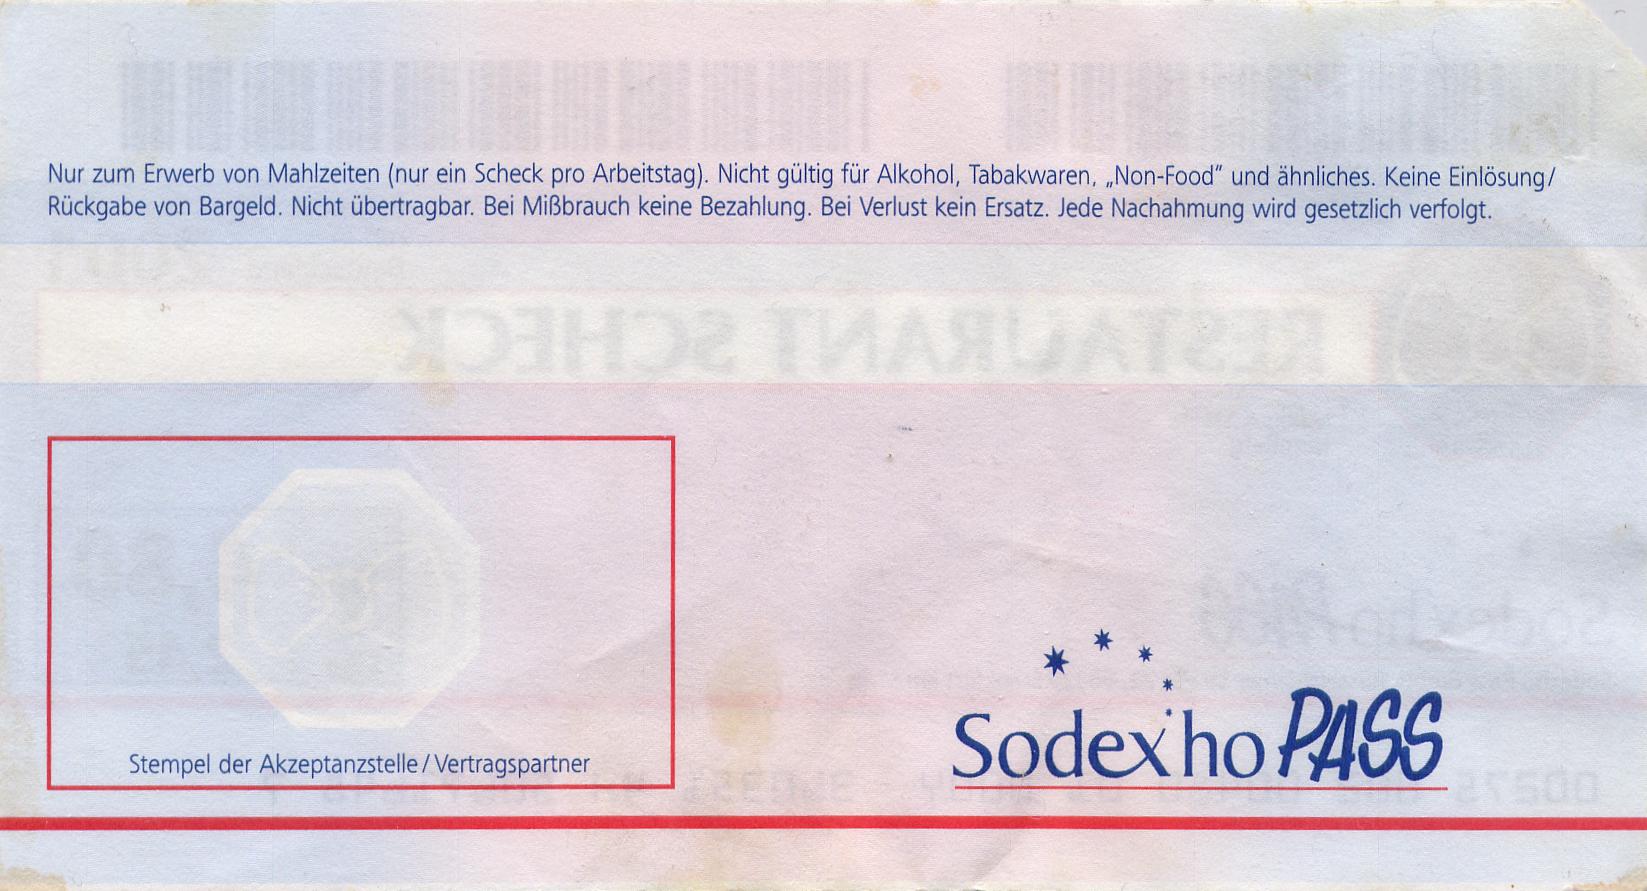 Nur zum Erwerb von Mahlzeiten (nur ein Scheck pro Arbeitstag). Nicht gültig für Alkohol, Tabakwaren, „Non-Food“ und ähnliches. Keine Einlösung/
Rückgabe von Bargeld. Nicht übertragbar. Bei Mißbrauch keine Bezahlung. Bei Verlust kein Ersatz. Jede Nachahmung wird gesetzlich verfolgt.
RESTAURANT SCHECK
Stempel der Akzeptanzstelle/Vertragspartner
Sodexho PASS